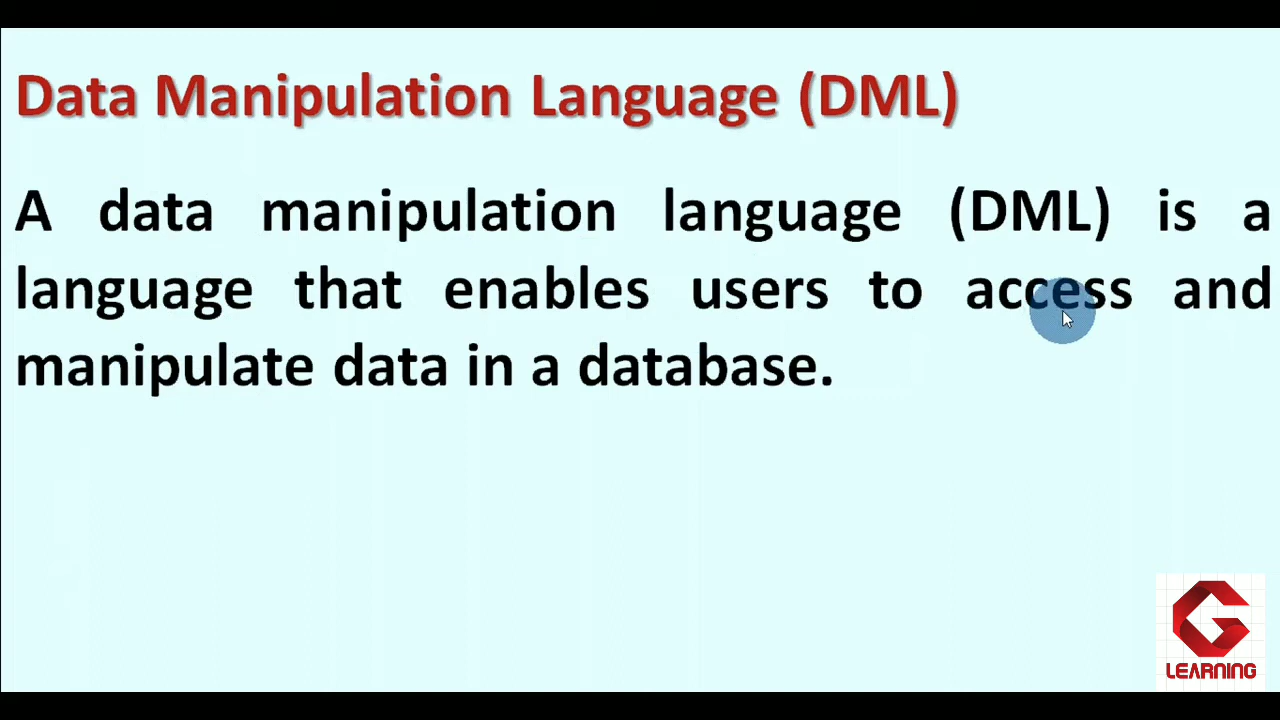 Data Manipulation Language (DML)
A data manipulation language (DML) is a
language that enables users to access and
manipulate data in a database.
LEARNING